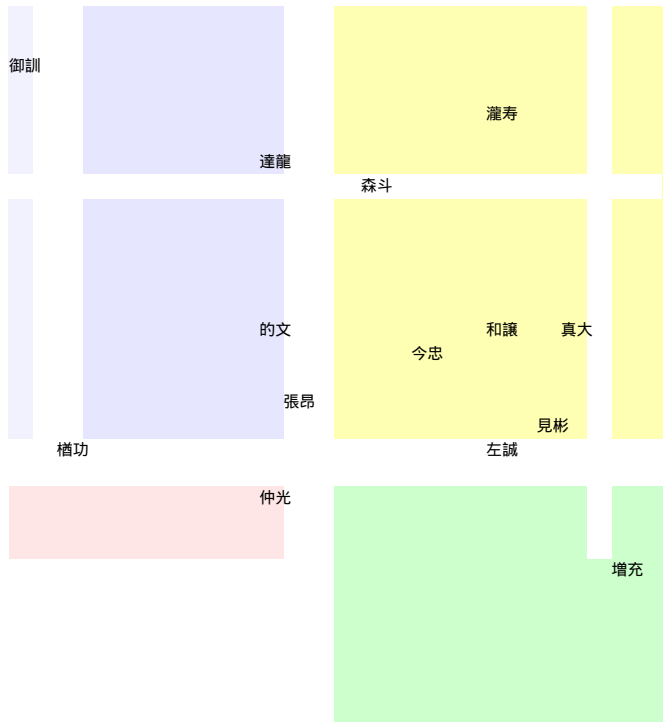 御訓
瀧寿
達龍
森斗
的文
和譲
真大
今忠
張昂
見彬
楢功
左誠
仲光
増充